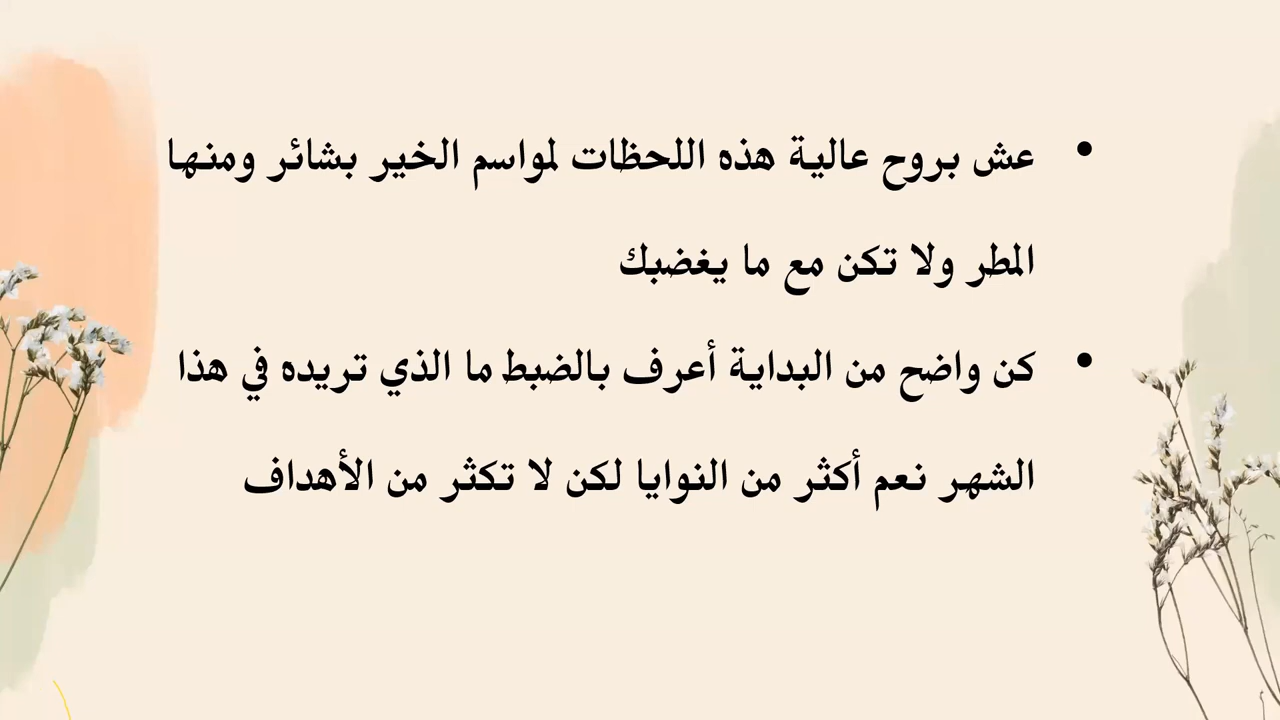 • عش بروح عالية هذه اللحظات لمواسم الخير بشائر ومنها
المطر ولا تكن مع ما يغضبك
• كن واضح من البداية أعرف بالضبط ما الذي تريده في هذا
الشهر نعم أكثر من النوايا لكن لا تكثر من الأهداف